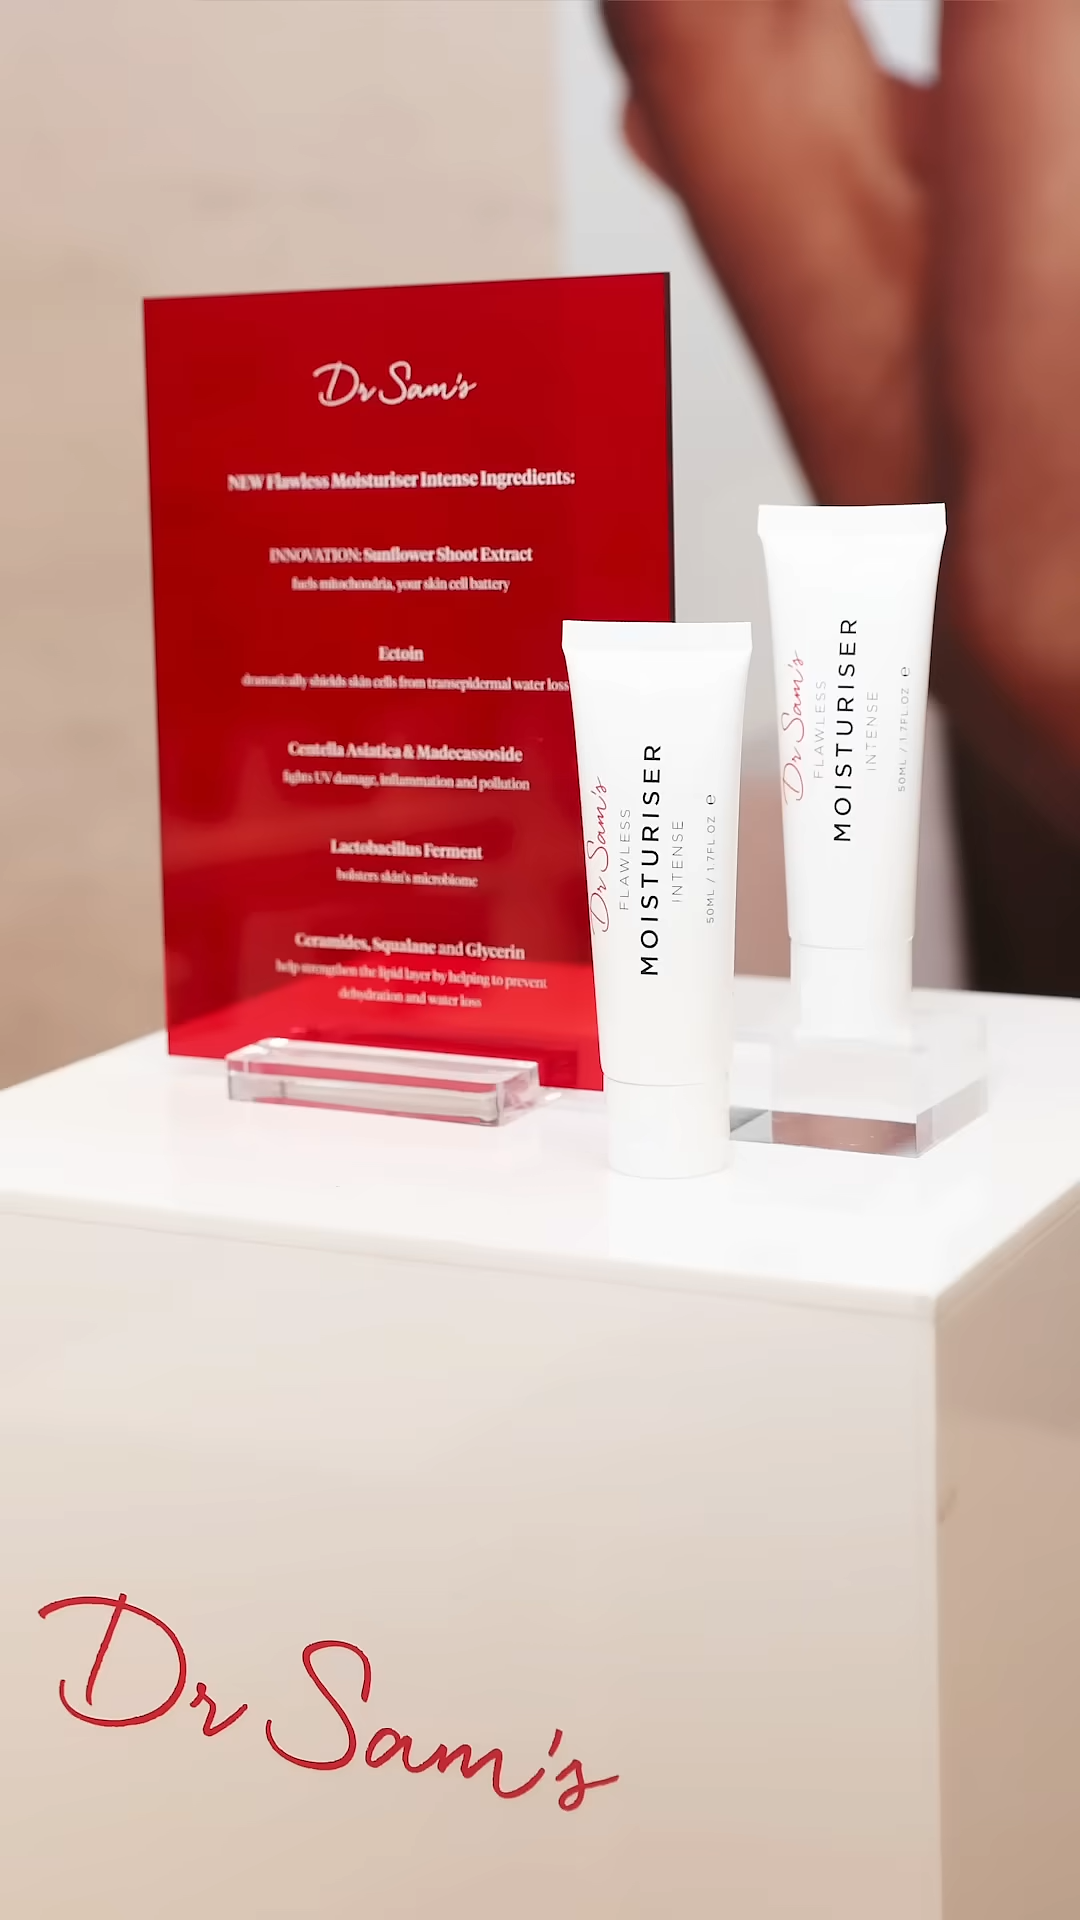 Dr Sam's
NEW Flawless Moisturiser Intense Ingredients:
INNOVATION: Sunflower Shoot Extract
fuels mitochondria, your skin cell battery
Ectoin
dramatically shields skin cells from transepidermal water loss
Centella Asiatica & Madecassoside
fights UV damage, inflammation and pollution
Lactobacillus Ferment
bolsters skin's microbiome
Ceramides, Squalane and Glycerin
help strengthen the lipid layer by helping to prevent
dehydration and water loss
Dr Sam's
FLAWLESS
MOISTURISER
INTENSE
50ML / 1.7FL.OZ ℮
Dr Sam's
FLAWLESS
MOISTURISER
INTENSE
50ML / 1.7FL.OZ ℮
Dr Sam's